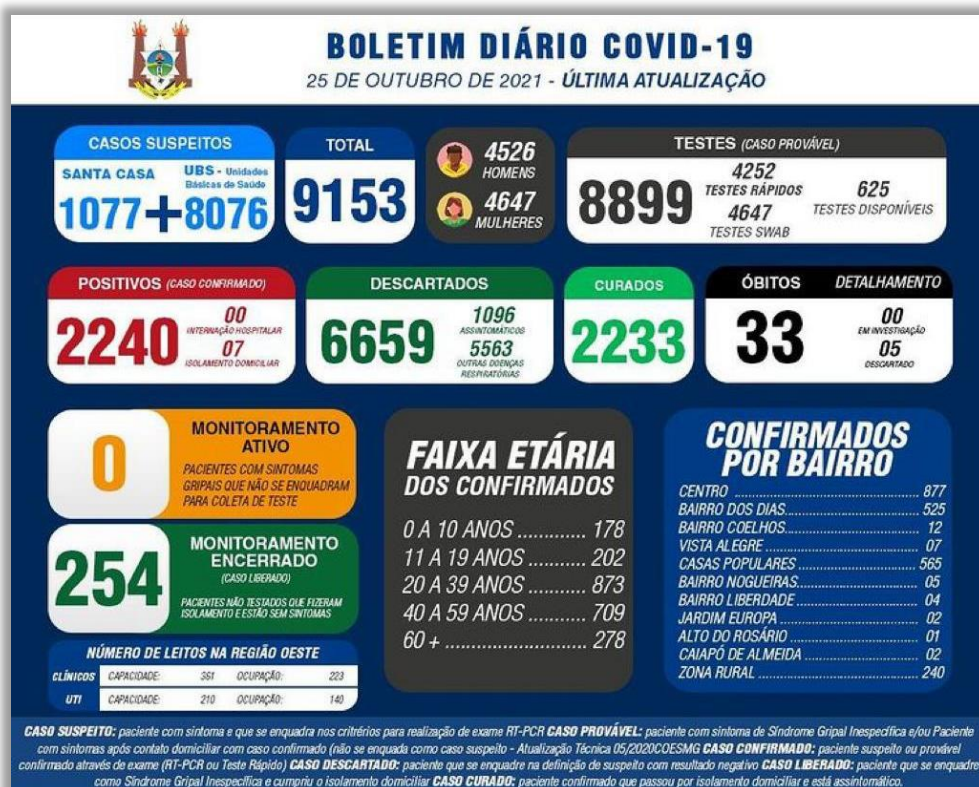 BOLETIM DIÁRIO COVID-19
25 DE OUTUBRO DE 2021 - ÚLTIMA ATUALIZAÇÃO
CASOS SUSPEITOS
SANTA CASA
1077
+
UBS - Unidades
Básicas de Saúde
8076
TOTAL
9153
4526
HOMENS
4647
MULHERES
TESTES (CASO PROVÁVEL)
8899
4252
TESTES RÁPIDOS
4647
TESTES SWAB
625
TESTES DISPONÍVEIS
POSITIVOS (CASO CONFIRMADO)
2240
00
INTERNAÇÃO HOSPITALAR
07
ISOLAMENTO DOMICILIAR
DESCARTADOS
6659
1096
ASSINTOMÁTICOS
5563
OUTRAS DOENÇAS
RESPIRATÓRIAS
CURADOS
2233
ÓBITOS
33
DETALHAMENTO
00
EM INVESTIGAÇÃO
05
DESCARTADO
0
MONITORAMENTO
ATIVO
PACIENTES COM SINTOMAS
GRIPAIS QUE NÃO SE ENQUADRAM
PARA COLETA DE TESTE
254
MONITORAMENTO
ENCERRADO
(CASO LIBERADO)
PACIENTES NÃO TESTADOS QUE FIZERAM
ISOLAMENTO E ESTÃO SEM SINTOMAS
NÚMERO DE LEITOS NA REGIÃO OESTE
CLÍNICOS CAPACIDADE: 361 OCUPAÇÃO: 223
UTI CAPACIDADE: 210 OCUPAÇÃO: 140
FAIXA ETÁRIA
DOS CONFIRMADOS
0 A 10 ANOS ............. 178
11 A 19 ANOS ........... 202
20 A 39 ANOS .......... 873
40 A 59 ANOS .......... 709
60 + ....................... 278
CONFIRMADOS
POR BAIRRO
CENTRO ........................... 877
BAIRRO DOS DIAS.................... 525
BAIRRO COELHOS.................... 12
VISTA ALEGRE ....................... 07
CASAS POPULARES ................. 565
BAIRRO NOGUEIRAS................. 05
BAIRRO LIBERDADE ................. 04
JARDIM EUROPA .................... 02
ALTO DO ROSÁRIO ................. 01
CAIAPÓ DE ALMEIDA ............... 02
ZONA RURAL ........................ 240
CASO SUSPEITO: paciente com sintoma e que se enquadra nos critérios para realização de exame RT-PCR CASO PROVÁVEL: paciente com sintoma de Síndrome Gripal Inespecífica e/ou Paciente
com sintomas após contato domiciliar com caso confirmado (não se enquada como caso suspeito - Atualização Técnica 05/2020COESMG CASO CONFIRMADO: paciente suspeito ou provável
confirmado através de exame (RT-PCR ou Teste Rápido) CASO DESCARTADO: paciente que se enquadre na definição de suspeito com resultado negativo CASO LIBERADO: paciente que se enquadre
como Síndrome Gripal Inespecífica e cumpriu o isolamento domiciliar CASO CURADO: paciente confirmado que passou por isolamento domiciliar e está assintomático.